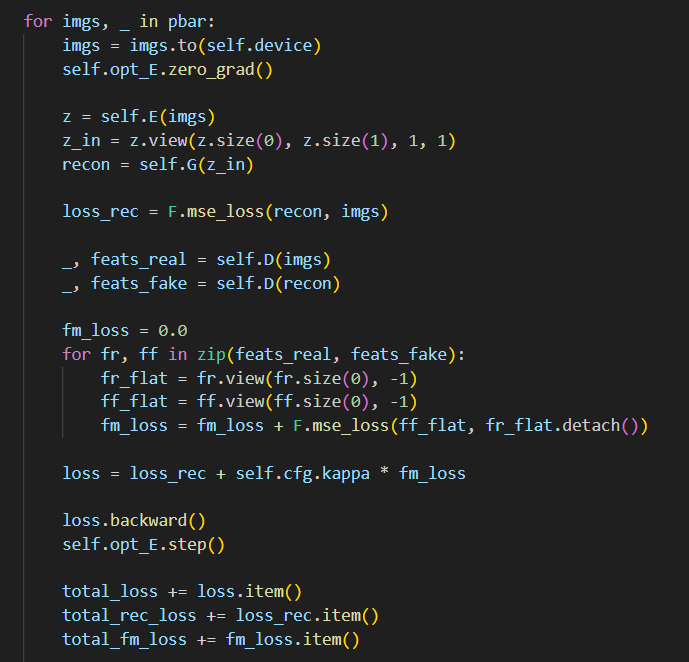 for imgs, _ in pbar:
imgs = imgs.to(self.device)
self.opt_E.zero_grad()
z = self.E(imgs)
z_in = z.view(z.size(0), z.size(1), 1, 1)
recon = self.G(z_in)
loss_rec = F.mse_loss(recon, imgs)
_, feats_real = self.D(imgs)
_, feats_fake = self.D(recon)
fm_loss = 0.0
for fr, ff in zip(feats_real, feats_fake):
fr_flat = fr.view(fr.size(0), -1)
ff_flat = ff.view(ff.size(0), -1)
fm_loss = fm_loss + F.mse_loss(ff_flat, fr_flat.detach())
loss = loss_rec + self.cfg.kappa * fm_loss
loss.backward()
self.opt_E.step()
total_loss += loss.item()
total_rec_loss += loss_rec.item()
total_fm_loss += fm_loss.item()